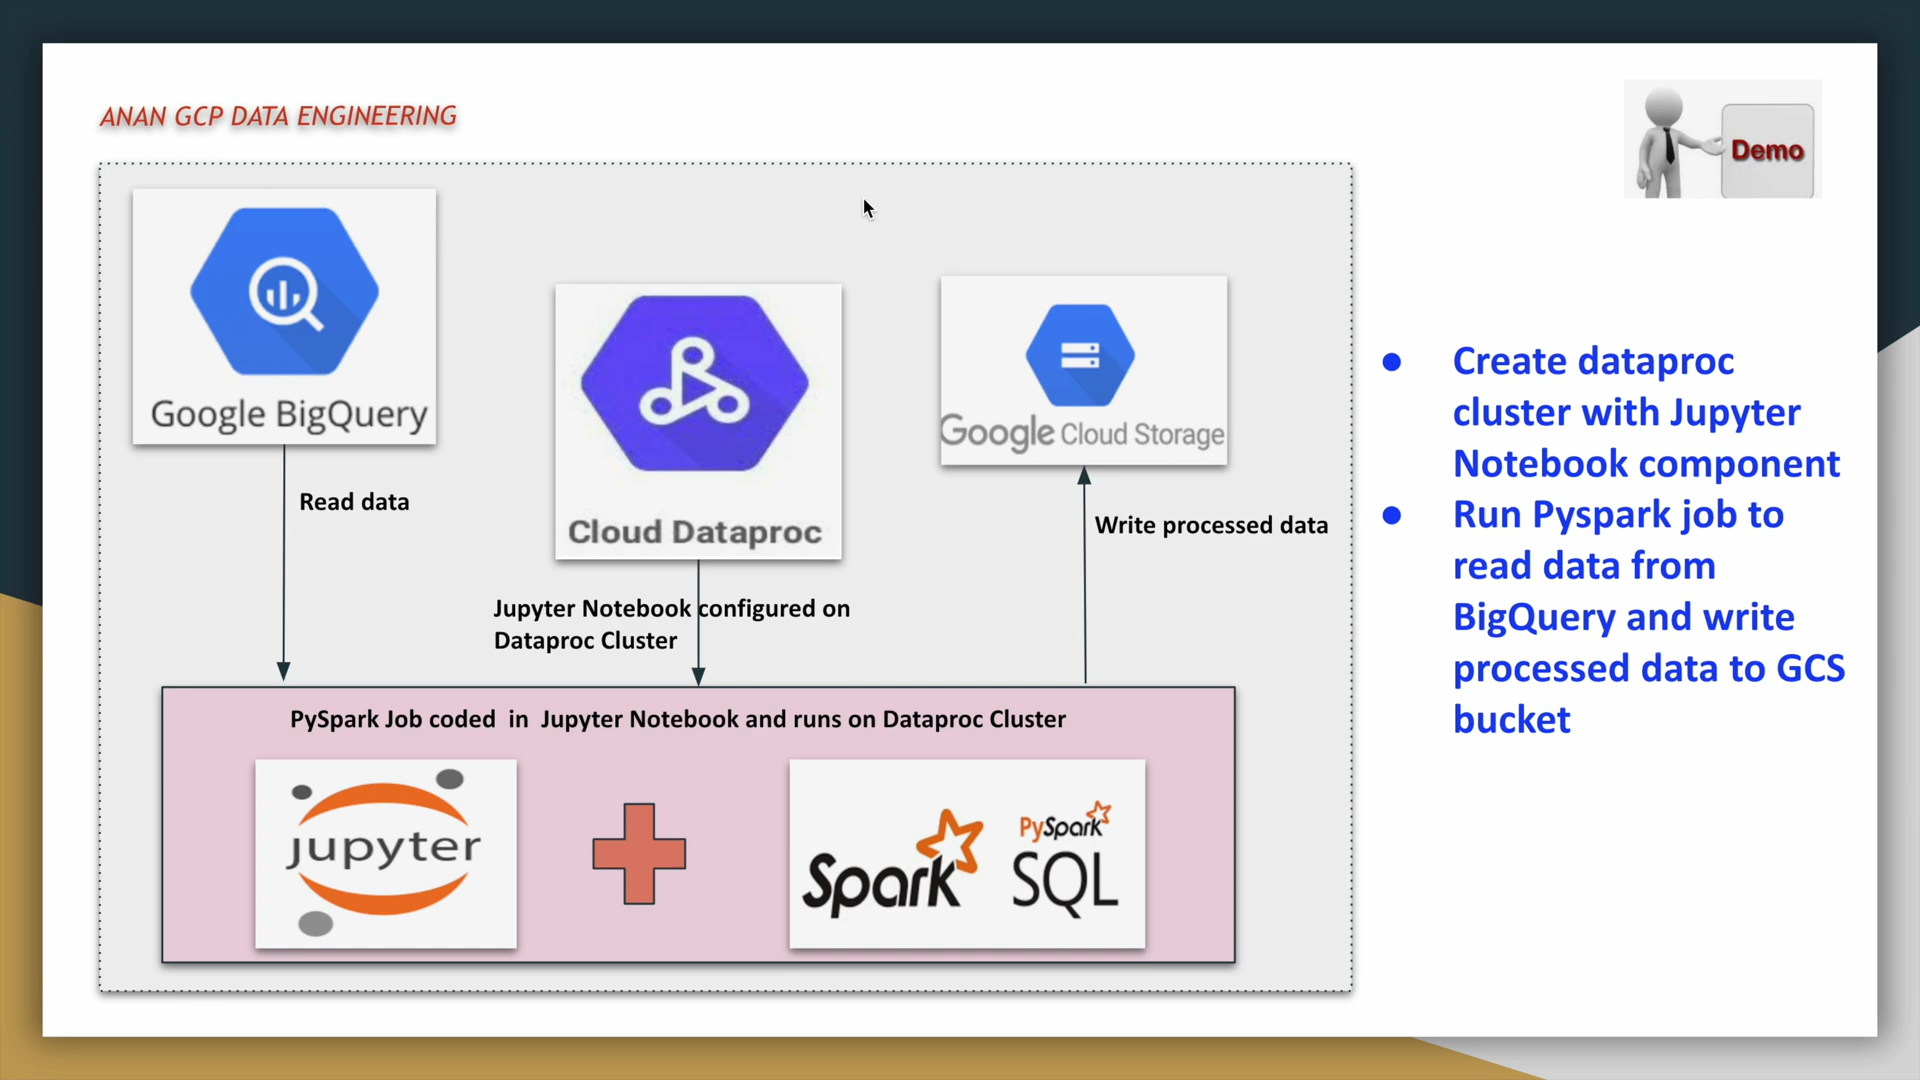 ANAN GCP DATA ENGINEERING
Demo
Google BigQuery
Cloud Dataproc
Google Cloud Storage
Read data
Write processed data
Jupyter Notebook configured on
Dataproc Cluster
PySpark Job coded in Jupyter Notebook and runs on Dataproc Cluster
jupyter
Spark
PySpark
SQL
● Create dataproc
cluster with Jupyter
Notebook component
● Run Pyspark job to
read data from
BigQuery and write
processed data to GCS
bucket